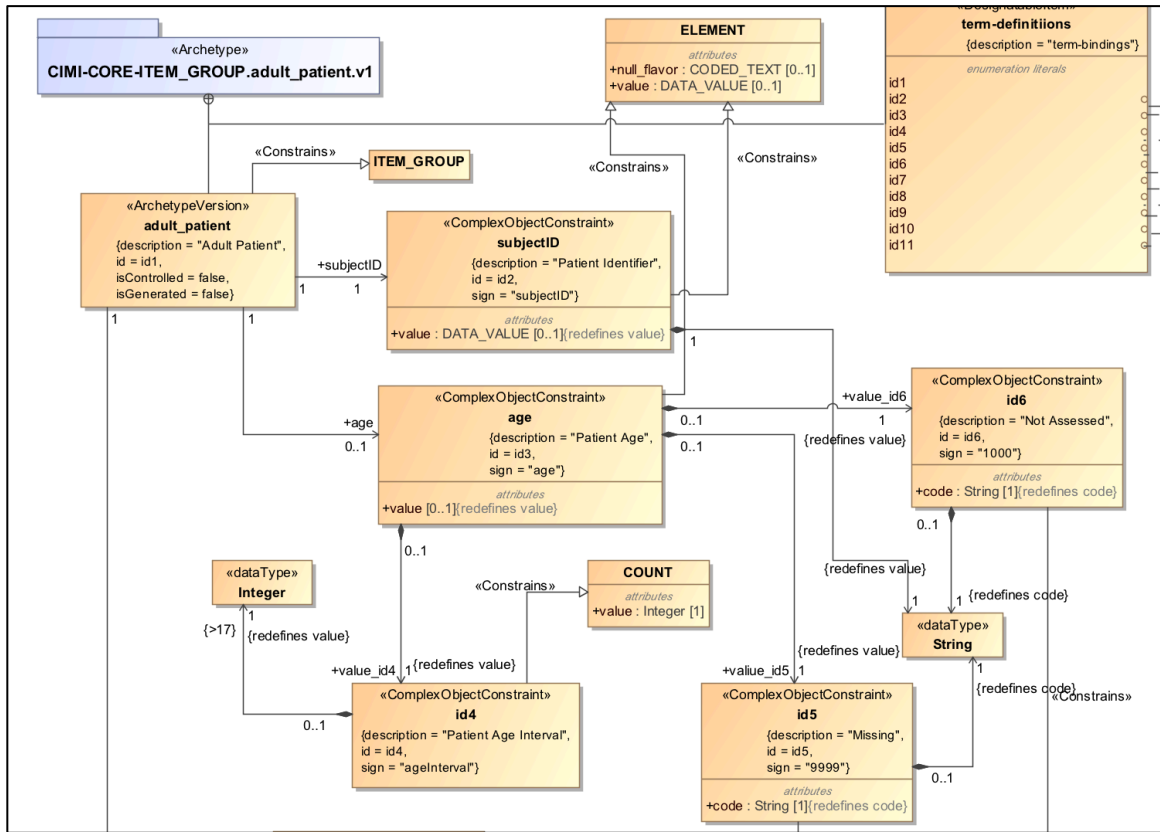 «Archetype»
CIMI-CORE-ITEM_GROUP.adult_patient.v1
ELEMENT
attributes
+null_flavor : CODED_TEXT [0..1]
+value : DATA_VALUE [0..1]
«DesignatableItem»
term-definitiions
{description = "term-bindings"}
enumeration literals
id1
id2
id3
id4
id5
id6
id7
id8
id9
id10
id11
«Constrains»
ITEM_GROUP
«Constrains»
«Constrains»
«ArchetypeVersion»
adult_patient
{description = "Adult Patient",
id = id1,
isControlled = false,
isGenerated = false}
+subjectID
1
1
1
1
«ComplexObjectConstraint»
subjectID
{description = "Patient Identifier",
id = id2,
sign = "subjectID"}
attributes
+value : DATA_VALUE [0..1]{redefines value}
1
+age
0..1
«ComplexObjectConstraint»
age
{description = "Patient Age",
id = id3,
sign = "age"}
attributes
+value [0..1]{redefines value}
0..1
0..1
0..1
+value_id6
1
{redefines value}
«ComplexObjectConstraint»
id6
{description = "Not Assessed",
id = id6,
sign = "1000"}
attributes
+code : String [1]{redefines code}
0..1
«dataType»
Integer
1
{>17}
{redefines value}
«Constrains»
COUNT
attributes
+value : Integer [1]
{redefines value}
1
1
{redefines code}
«dataType»
String
1
{redefines code}
«Constrains»
+value_id4
1
{redefines value}
0..1
«ComplexObjectConstraint»
id4
{description = "Patient Age Interval",
id = id4,
sign = "ageInterval"}
+valiue_id5
1
{redefines value}
«ComplexObjectConstraint»
id5
{description = "Missing",
id = id5,
sign = "9999"}
attributes
+code : String [1]{redefines code}
0..1